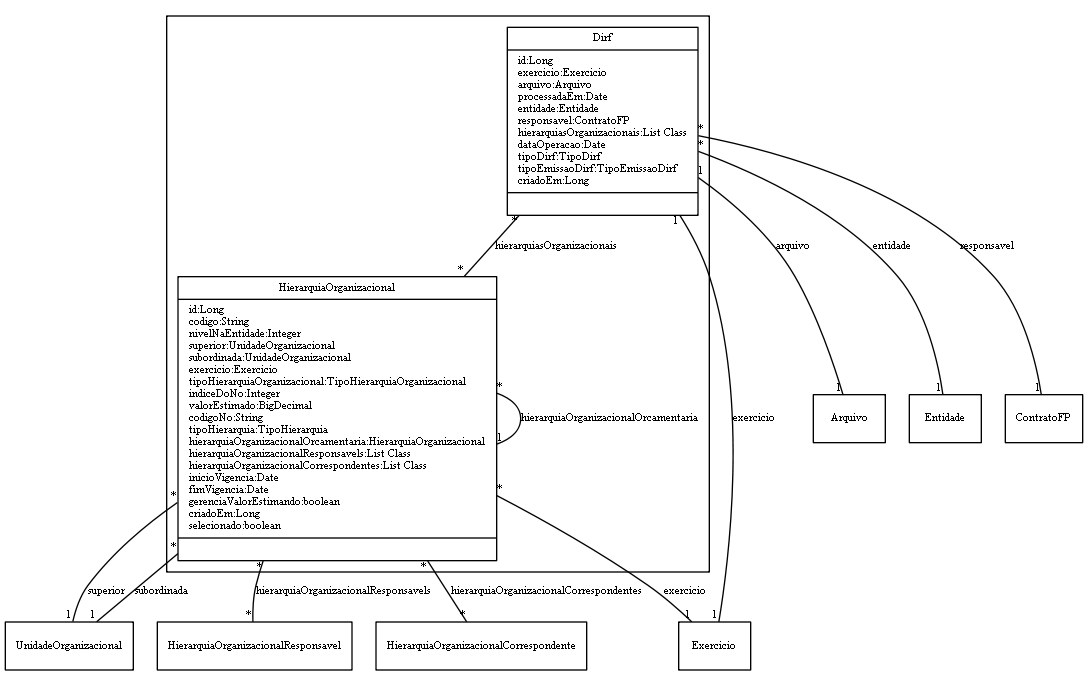 Dirf
id:Long
exercicio:Exercicio
arquivo:Arquivo
processadaEm:Date
entidade:Entidade
responsavel:ContratoFP
hierarquiasOrganizacionais:List Class
dataOperacao:Date
tipoDirf:TipoDirf
tipoEmissaoDirf:TipoEmissaoDirf
criadoEm:Long
*
*
1
*
1
hierarquiasOrganizacionais
arquivo
entidade
responsavel
*
HierarquiaOrganizacional
id:Long
codigo:String
nivelNaEntidade:Integer
superior:UnidadeOrganizacional
subordinada:UnidadeOrganizacional
exercicio:Exercicio
tipoHierarquiaOrganizacional:TipoHierarquiaOrganizacional
indiceDoNo:Integer
valorEstimado:BigDecimal
codigoNo:String
tipoHierarquia:TipoHierarquia
hierarquiaOrganizacionalOrcamentaria:HierarquiaOrganizacional
hierarquiaOrganizacionalResponsavels:List Class
hierarquiaOrganizacionalCorrespondentes:List Class
inicioVigencia:Date
fimVigencia:Date
gerenciaValorEstimando:boolean
criadoEm:Long
selecionado:boolean
*
hierarquiaOrganizacionalOrcamentaria
1
exercicio
1
1
1
Arquivo
Entidade
ContratoFP
*
*
*
*
*
superior
subordinada
hierarquiaOrganizacionalResponsavels
hierarquiaOrganizacionalCorrespondentes
exercicio
1
1
*
*
1
1
UnidadeOrganizacional
HierarquiaOrganizacionalResponsavel
HierarquiaOrganizacionalCorrespondente
Exercicio